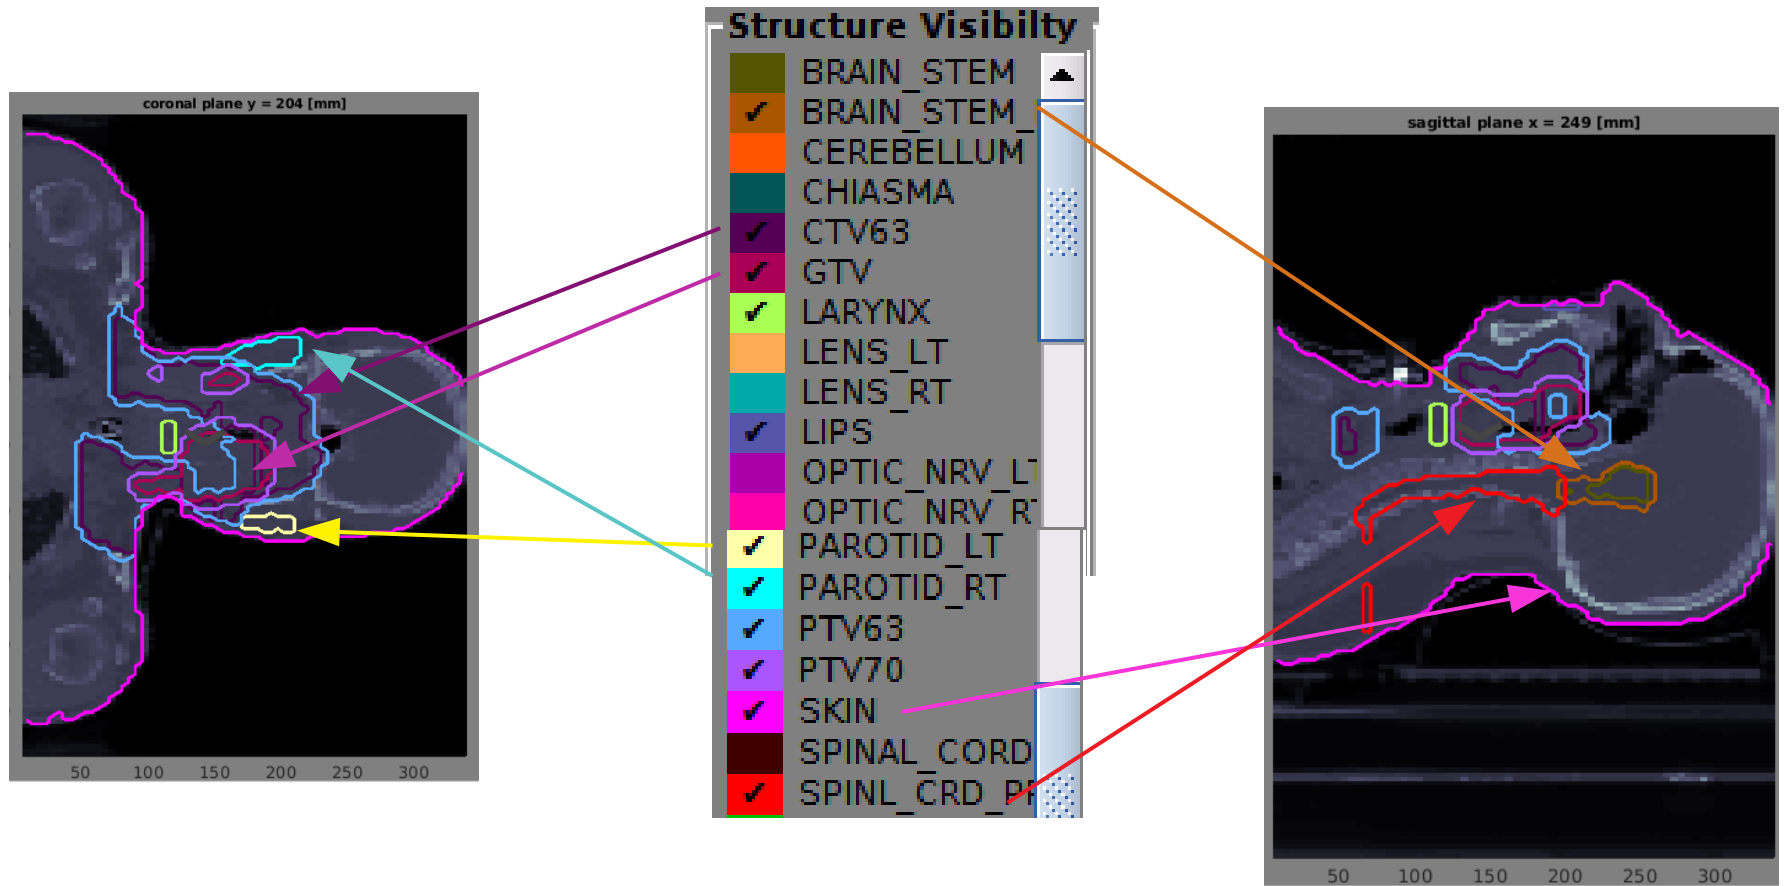 coronal plane y = 204 [mm]
50 100 150 200 250 300
Structure Visibilty
BRAIN_STEM
BRAIN_STEM_
CEREBELLUM
CHIASMA
CTV63
GTV
LARYNX
LENS_LT
LENS_RT
LIPS
OPTIC_NRV_LT
OPTIC_NRV_RT
PAROTID_LT
PAROTID_RT
PTV63
PTV70
SKIN
SPINAL_CORD
SPINL_CRD_PR
sagittal plane x = 249 [mm]
50 100 150 200 250 300